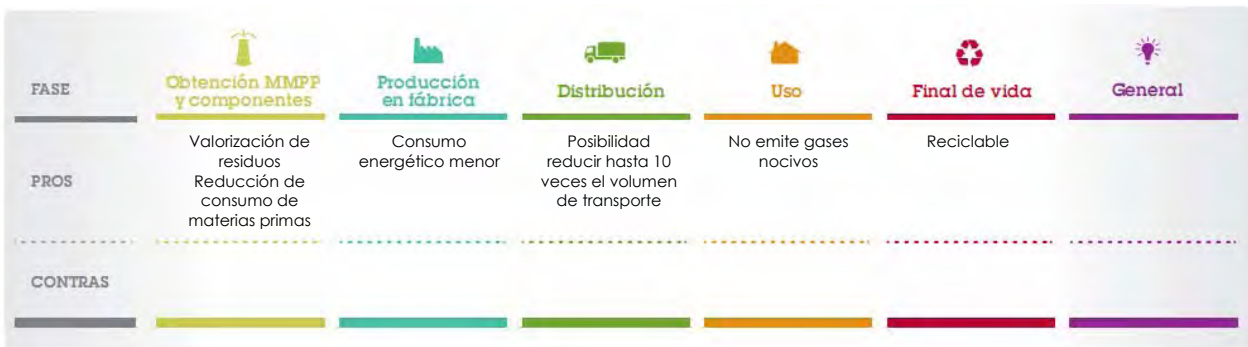 FASE
Obtención MMPP
y componentes
Producción
en fábrica
Distribución
Uso
Final de vida
General
PROS
Valorización de
residuos
Reducción de
consumo de
materias primas
Consumo
energético menor
Posibilidad
reducir hasta 10
veces el volumen
de transporte
No emite gases
nocivos
Reciclable
CONTRAS